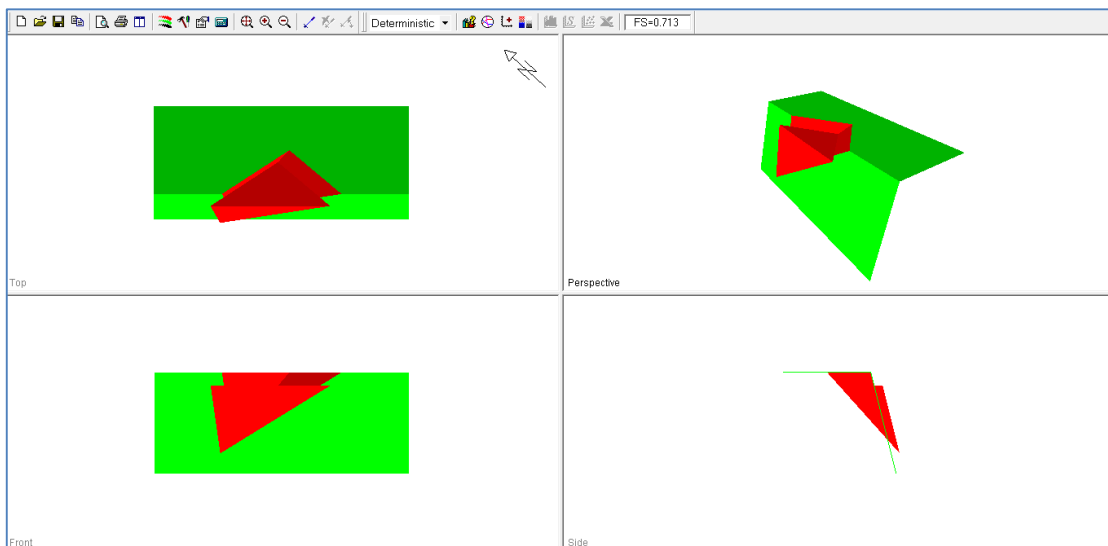 Deterministic FS=0.713
Top
Perspective
Front
Side